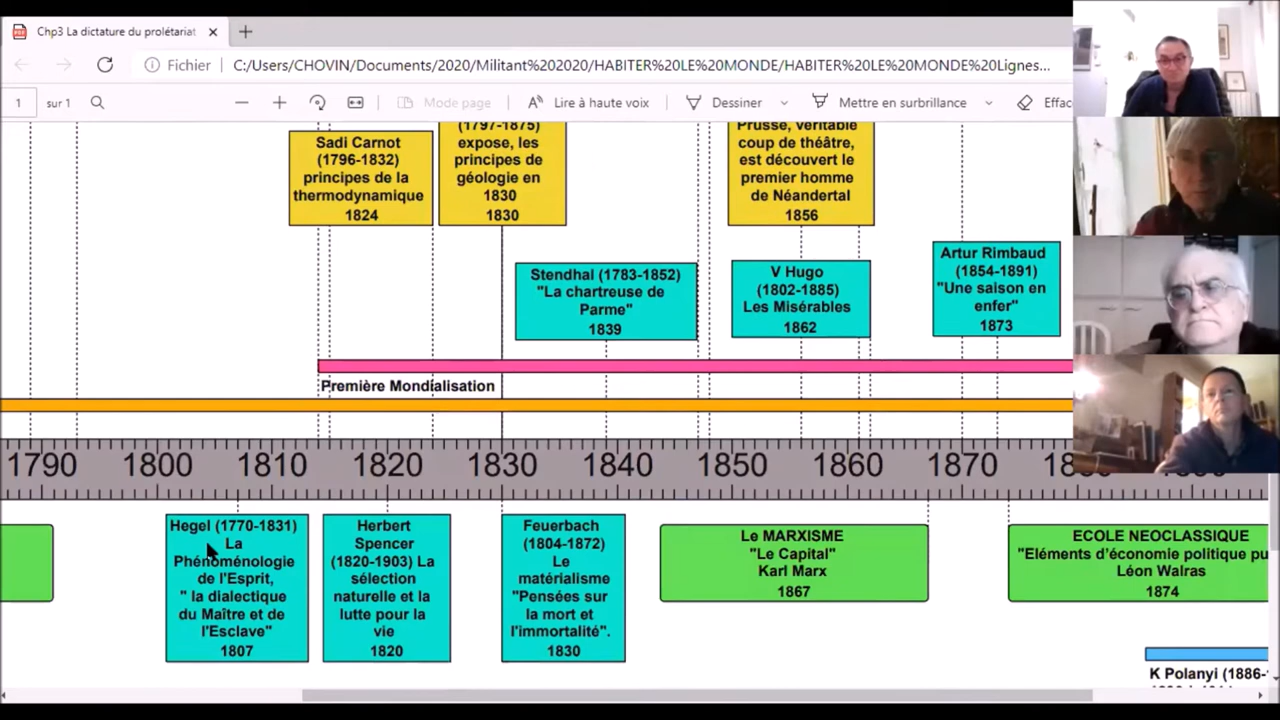 Chp3 La dictature du prolétariat
Fichier
C:/Users/CHOVIN/Documents/2020/Militant%202020/HABITER%20LE%20MONDE/HABITER%20LE%20MONDE%20Lignes...
1
sur 1
Mode page
Lire à haute voix
Dessiner
Mettre en surbrillance
Effac
Sadi Carnot
(1796-1832)
principes de la
thermodynamique
1824
(1797-1875)
expose, les
principes de
géologie en
1830
1830
Prusse, véritable
coup de théâtre,
est découvert le
premier homme
de Néandertal
1856
Stendhal (1783-1852)
"La chartreuse de
Parme"
1839
V Hugo
(1802-1885)
Les Misérables
1862
Artur Rimbaud
(1854-1891)
"Une saison en
enfer"
1873
Première Mondialisation
1790
1800
1810
1820
1830
1840
1850
1860
1870
Hegel (1770-1831)
La
Phénoménologie
de l'Esprit,
" la dialectique
du Maître et de
l'Esclave"
1807
Herbert
Spencer
(1820-1903) La
sélection
naturelle et la
lutte pour la
vie
1820
Feuerbach
(1804-1872)
Le
matérialisme
"Pensées sur
la mort et
l'immortalité".
1830
Le MARXISME
"Le Capital"
Karl Marx
1867
ECOLE NEOCLASSIQUE
"Eléments d'économie politique pu
Léon Walras
1874
K Polanyi (1886-